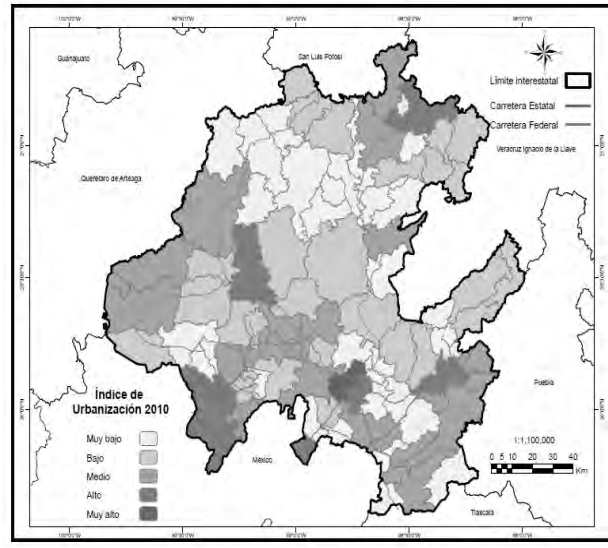 Guanajuato
San Luis Potosí
Límite interestatal
Carretera Estatal
Carretera Federal
Veracruz Ignacio de la Llave
Querétaro de Arteaga
Índice de
Urbanización 2010
Muy bajo
Bajo
Medio
Alto
Muy alto
Puebla
México
Tlaxcala
1:1,100,000
0 5 10 20 30 40
Km